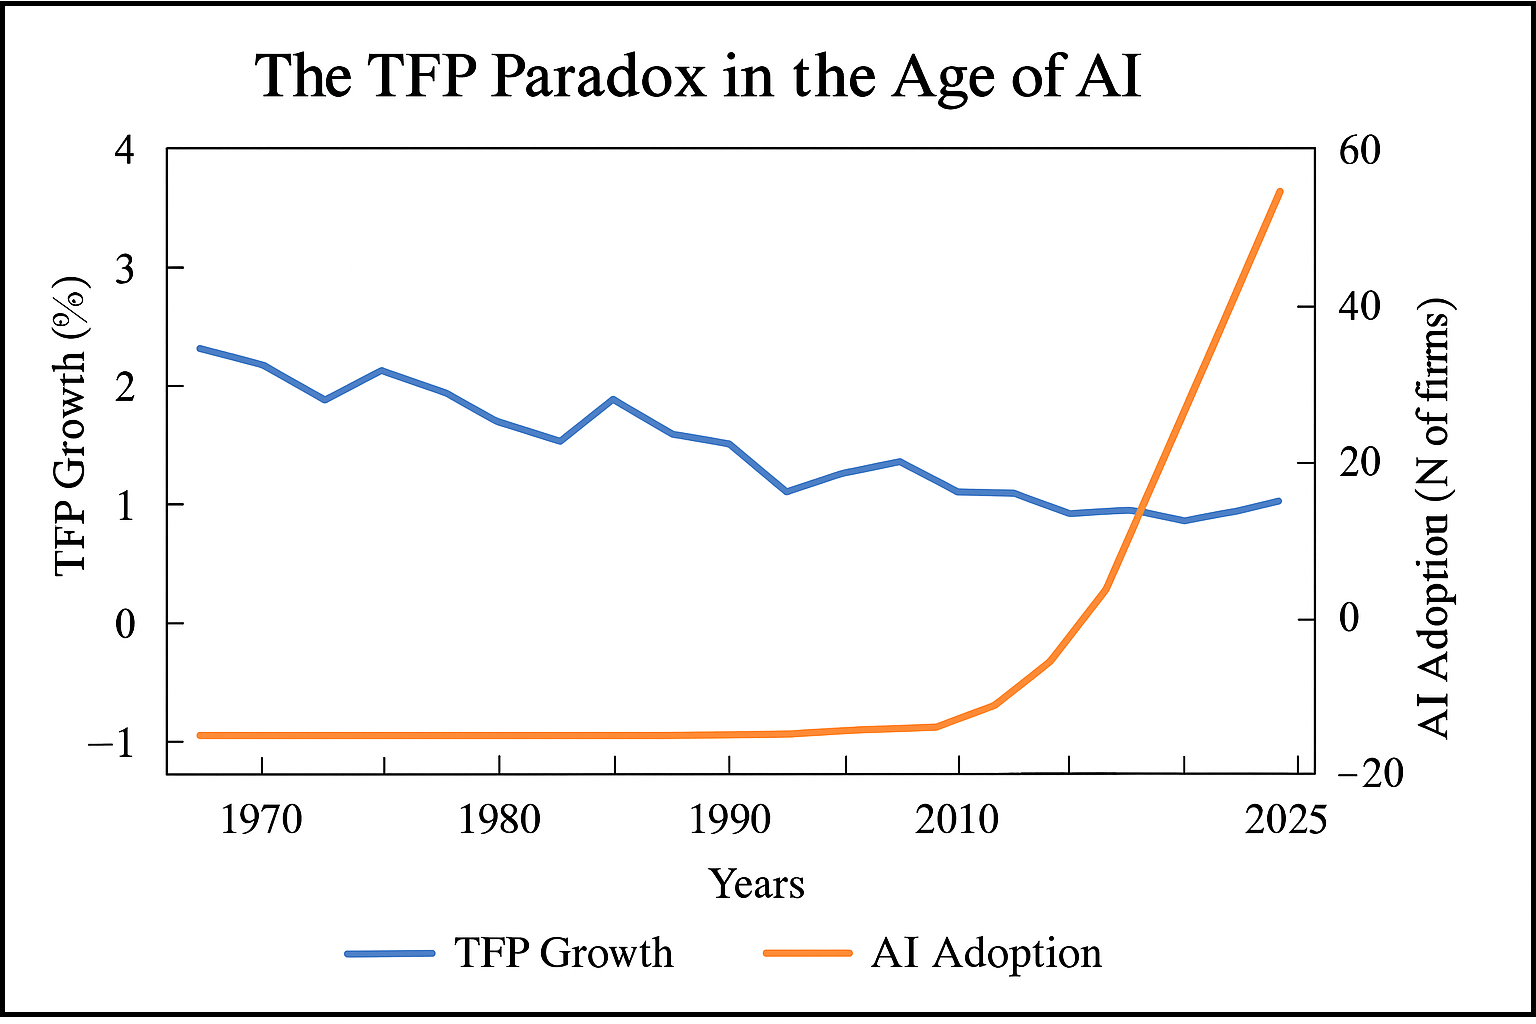 The TFP Paradox in the Age of AI
4
3
2
1
0
−1
TFP Growth (%)
60
40
20
0
−20
AI Adoption (N of firms)
1970
1980
1990
2010
2025
Years
TFP Growth
AI Adoption